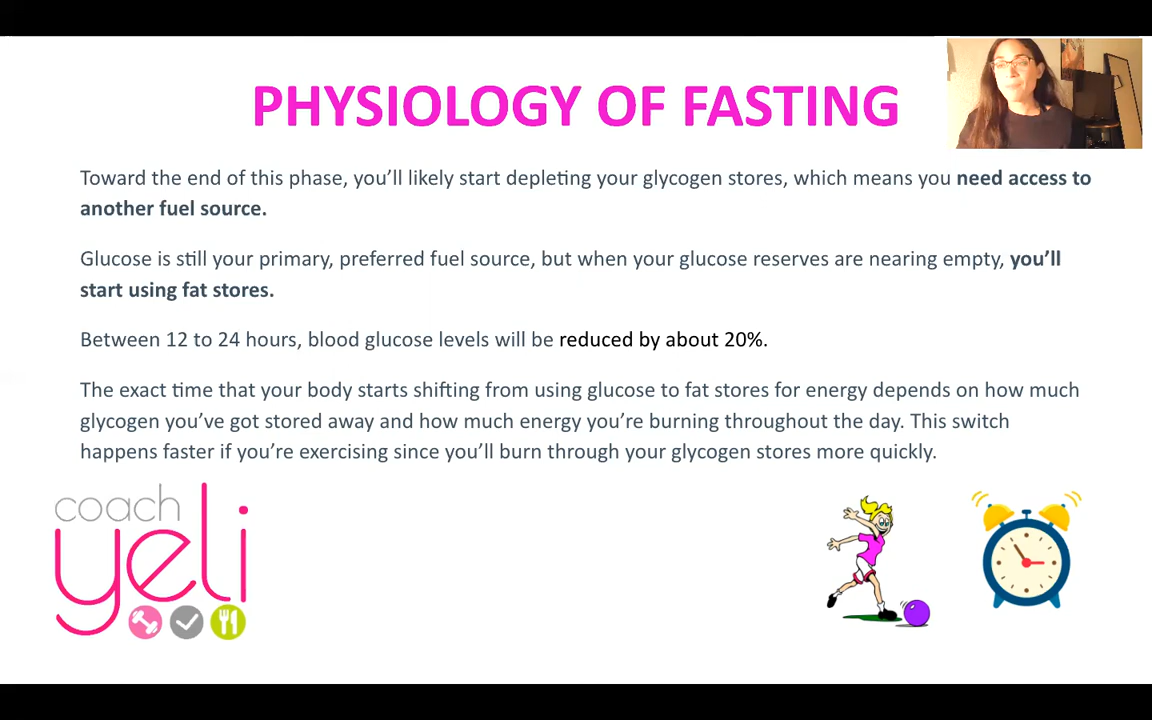 PHYSIOLOGY OF FASTING
Toward the end of this phase, you’ll likely start depleting your glycogen stores, which means you need access to
another fuel source.
Glucose is still your primary, preferred fuel source, but when your glucose reserves are nearing empty, you’ll
start using fat stores.
Between 12 to 24 hours, blood glucose levels will be reduced by about 20%.
The exact time that your body starts shifting from using glucose to fat stores for energy depends on how much
glycogen you’ve got stored away and how much energy you’re burning throughout the day. This switch
happens faster if you’re exercising since you’ll burn through your glycogen stores more quickly.
coach
yeli